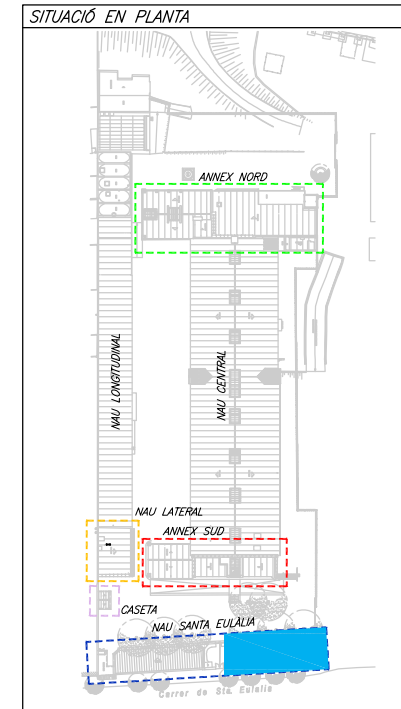 SITUACIÓ EN PLANTA
ANNEX NORD
NAU LONGITUDINAL
NAU CENTRAL
NAU LATERAL
ANNEX SUD
CASETA
NAU SANTA EULÀLIA
Carrer de Sta. Eulalia